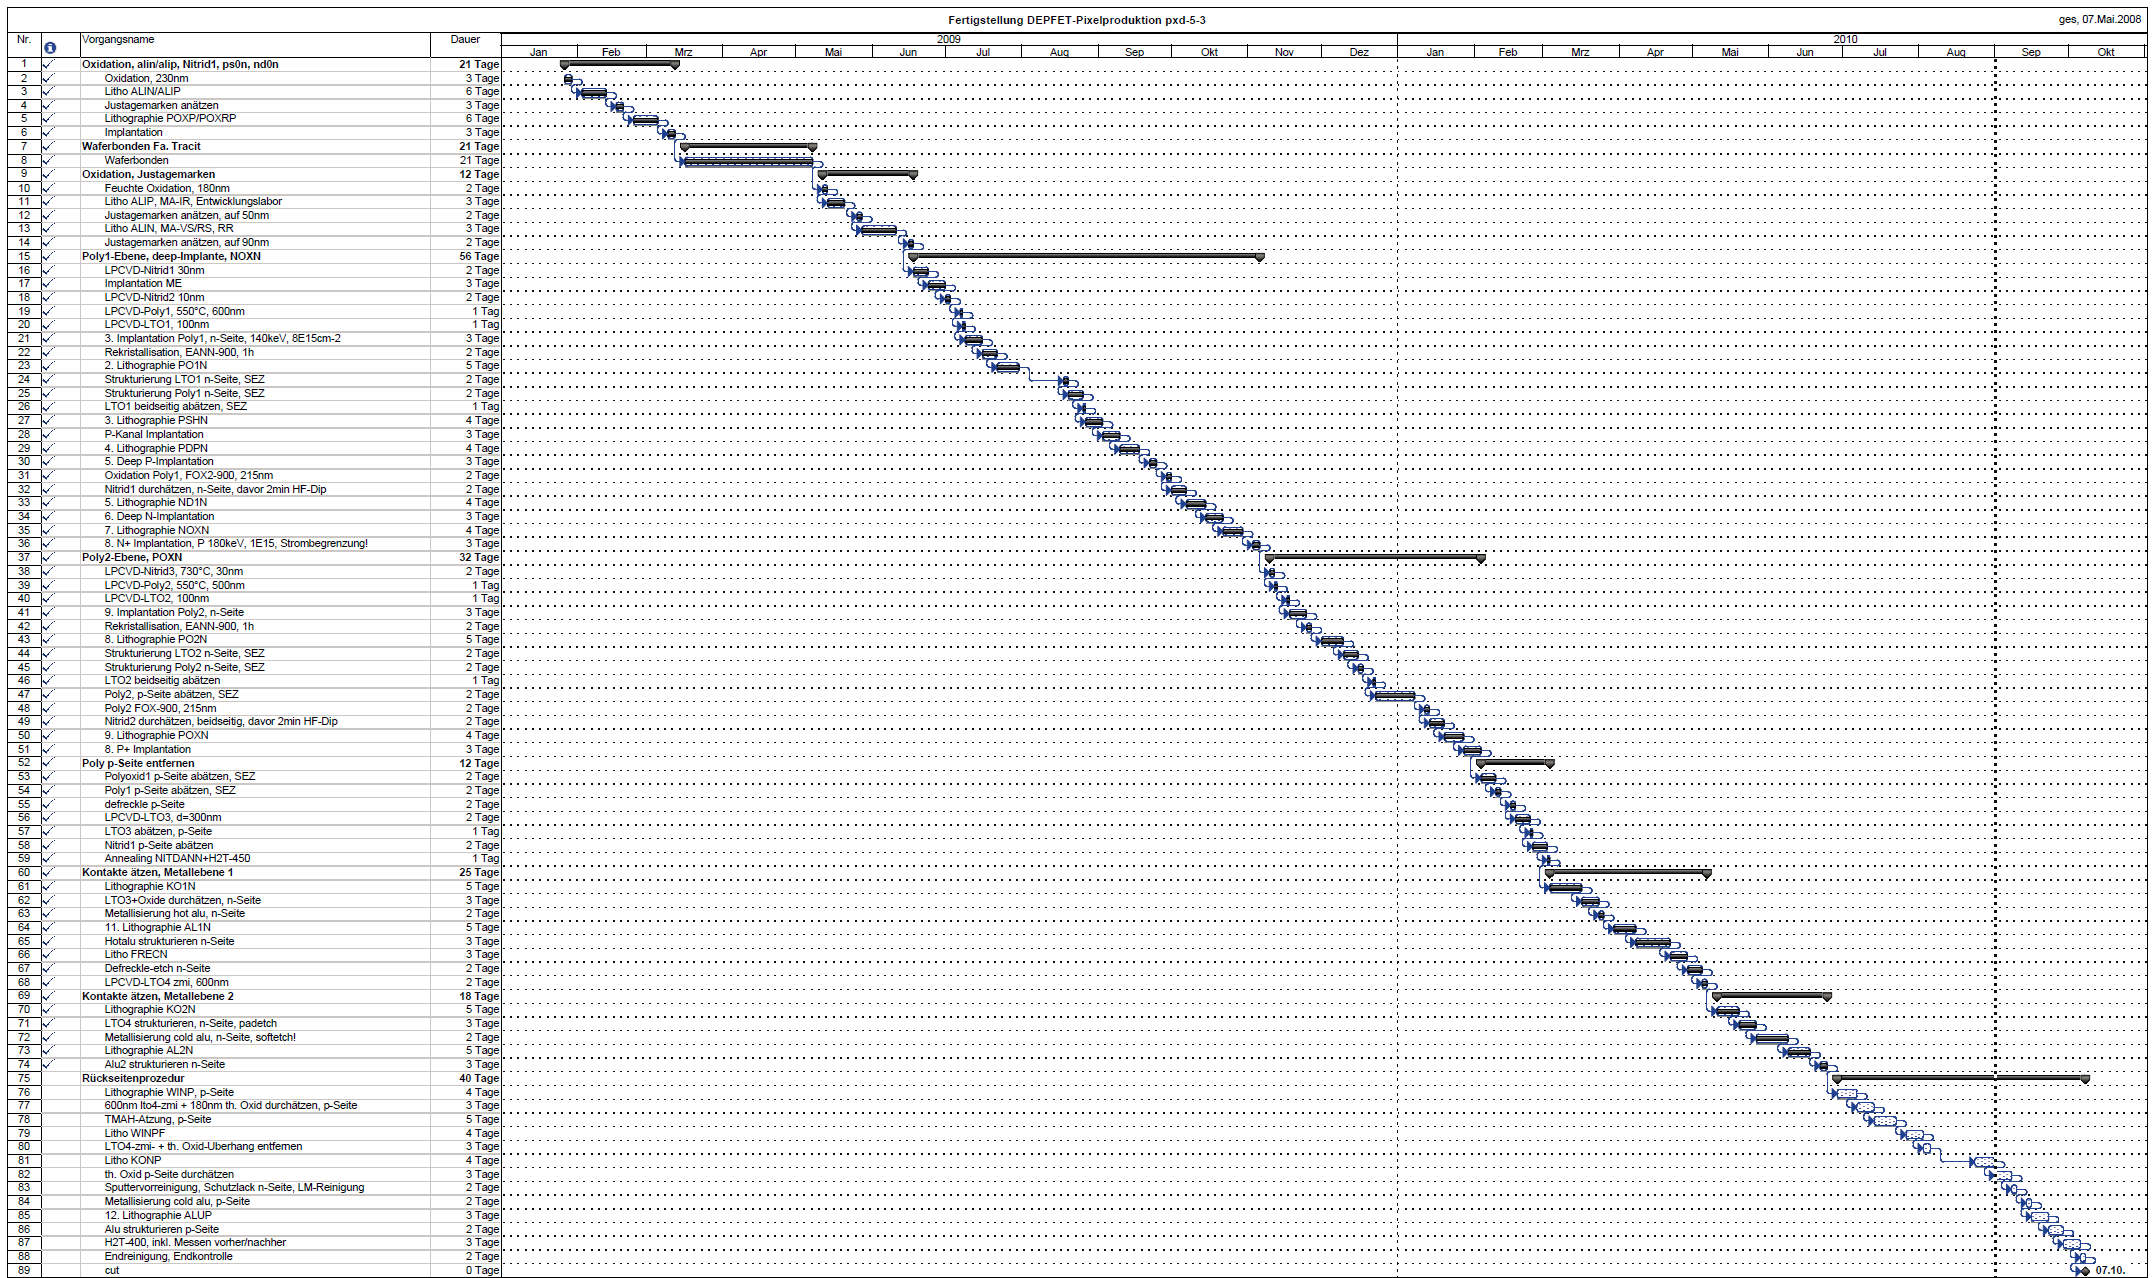 Fertigstellung DEPFET-Pixelproduktion pxd-5-3
ges, 07.Mai.2008
Nr. Vorgangsname Dauer 2009 2010
Jan Feb Mrz Apr Mai Jun Jul Aug Sep Okt Nov Dez Jan Feb Mrz Apr Mai Jun Jul Aug Sep Okt
1 Oxidation, alin/alip, Nitrid1, ps0n, nd0n 21 Tage
2 Oxidation, 230nm 3 Tage
3 Litho ALIN/ALIP 6 Tage
4 Justagemarken anätzen 3 Tage
5 Lithographie POXP/POXRP 6 Tage
6 Implantation 3 Tage
7 Waferbonden Fa. Tracit 21 Tage
8 Waferbonden 21 Tage
9 Oxidation, Justagemarken 12 Tage
10 Feuchte Oxidation, 180nm 2 Tage
11 Litho ALIP, MA-IR, Entwicklungslabor 3 Tage
12 Justagemarken anätzen, auf 50nm 2 Tage
13 Litho ALIN, MA-VS/RS, RR 3 Tage
14 Justagemarken anätzen, auf 90nm 2 Tage
15 Poly1-Ebene, deep-Implante, NOXN 56 Tage
16 LPCVD-Nitrid1 30nm 2 Tage
17 Implantation ME 3 Tage
18 LPCVD-Nitrid2 10nm 2 Tage
19 LPCVD-Poly1, 550°C, 600nm 1 Tag
20 LPCVD-LTO1, 100nm 1 Tag
21 3. Implantation Poly1, n-Seite, 140keV, 8E15cm-2 3 Tage
22 Rekristallisation, EANN-900, 1h 2 Tage
23 2. Lithographie PO1N 5 Tage
24 Strukturierung LTO1 n-Seite, SEZ 2 Tage
25 Strukturierung Poly1 n-Seite, SEZ 2 Tage
26 LTO1 beidseitig abätzen, SEZ 1 Tag
27 3. Lithographie PSHN 4 Tage
28 P-Kanal Implantation 3 Tage
29 4. Lithographie PDPN 4 Tage
30 5. Deep P-Implantation 3 Tage
31 Oxidation Poly1, FOX2-900, 215nm 2 Tage
32 Nitrid1 durchätzen, n-Seite, davor 2min HF-Dip 2 Tage
33 5. Lithographie ND1N 4 Tage
34 6. Deep N-Implantation 3 Tage
35 7. Lithographie NOXN 4 Tage
36 8. N+ Implantation, P 180keV, 1E15, Strombegrenzung! 3 Tage
37 Poly2-Ebene, POXN 32 Tage
38 LPCVD-Nitrid3, 730°C, 30nm 2 Tage
39 LPCVD-Poly2, 550°C, 500nm 1 Tag
40 LPCVD-LTO2, 100nm 1 Tag
41 9. Implantation Poly2, n-Seite 3 Tage
42 Rekristallisation, EANN-900, 1h 2 Tage
43 8. Lithographie PO2N 5 Tage
44 Strukturierung LTO2 n-Seite, SEZ 2 Tage
45 Strukturierung Poly2 n-Seite, SEZ 2 Tage
46 LTO2 beidseitig abätzen 1 Tag
47 Poly2, p-Seite abätzen, SEZ 2 Tage
48 Poly2 FOX-900, 215nm 2 Tage
49 Nitrid2 durchätzen, beidseitig, davor 2min HF-Dip 2 Tage
50 9. Lithographie POXN 4 Tage
51 8. P+ Implantation 3 Tage
52 Poly p-Seite entfernen 12 Tage
53 Polyoxid1 p-Seite abätzen, SEZ 2 Tage
54 Poly1 p-Seite abätzen, SEZ 2 Tage
55 defreckle p-Seite 2 Tage
56 LPCVD-LTO3, d=300nm 2 Tage
57 LTO3 abätzen, p-Seite 1 Tag
58 Nitrid1 p-Seite abätzen 2 Tage
59 Annealing NITDANN+H2T-450 1 Tag
60 Kontakte ätzen, Metallebene 1 25 Tage
61 Lithographie KO1N 5 Tage
62 LTO3+Oxide durchätzen, n-Seite 3 Tage
63 Metallisierung hot alu, n-Seite 2 Tage
64 11. Lithographie AL1N 5 Tage
65 Hotalu strukturieren n-Seite 3 Tage
66 Litho FRECN 3 Tage
67 Defreckle-etch n-Seite 2 Tage
68 LPCVD-LTO4 zmi, 600nm 2 Tage
69 Kontakte ätzen, Metallebene 2 18 Tage
70 Lithographie KO2N 5 Tage
71 LTO4 strukturieren, n-Seite, padetch 3 Tage
72 Metallisierung cold alu, n-Seite, softetch! 2 Tage
73 Lithographie AL2N 5 Tage
74 Alu2 strukturieren n-Seite 3 Tage
75 Rückseitenprozedur 40 Tage
76 Lithographie WINP, p-Seite 4 Tage
77 600nm lto4-zmi + 180nm th. Oxid durchätzen, p-Seite 3 Tage
78 TMAH-Ätzung, p-Seite 5 Tage
79 Litho WINPF 4 Tage
80 LTO4-zmi- + th. Oxid-Überhang entfernen 3 Tage
81 Litho KONP 4 Tage
82 th. Oxid p-Seite durchätzen 3 Tage
83 Sputtervorreinigung, Schutzlack n-Seite, LM-Reinigung 2 Tage
84 Metallisierung cold alu, p-Seite 2 Tage
85 12. Lithographie ALUP 3 Tage
86 Alu strukturieren p-Seite 2 Tage
87 H2T-400, inkl. Messen vorher/nachher 3 Tage
88 Endreinigung, Endkontrolle 2 Tage
89 cut 0 Tage 07.10.